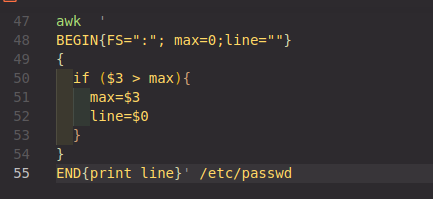 47 awk  '
48 BEGIN{FS=":"; max=0;line=""}
49 {
50   if ($3 > max){
51     max=$3
52     line=$0
53   }
54 }
55 END{print line}' /etc/passwd